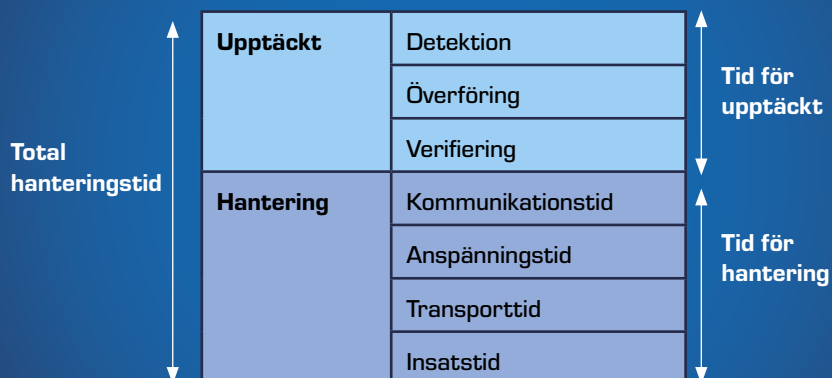 Total
hanteringstid
Upptäckt
Detektion
Överföring
Verifiering
Tid för
upptäckt
Hantering
Kommunikationstid
Anspänningstid
Transporttid
Insatstid
Tid för
hantering